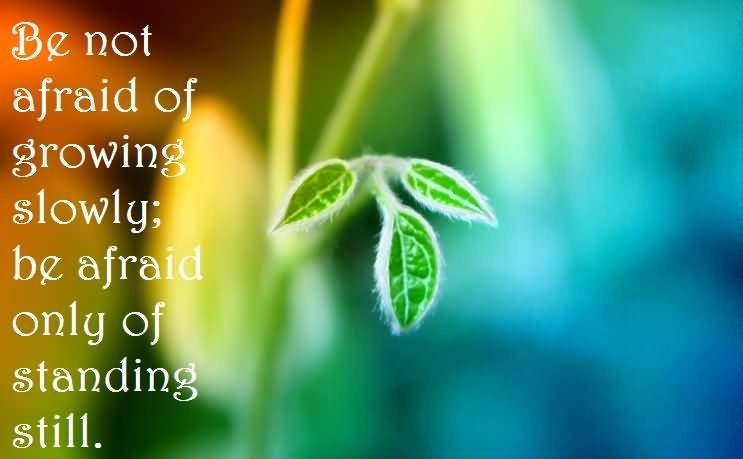 Be not
afraid of
growing
slowly;
be afraid
only of
standing
still.